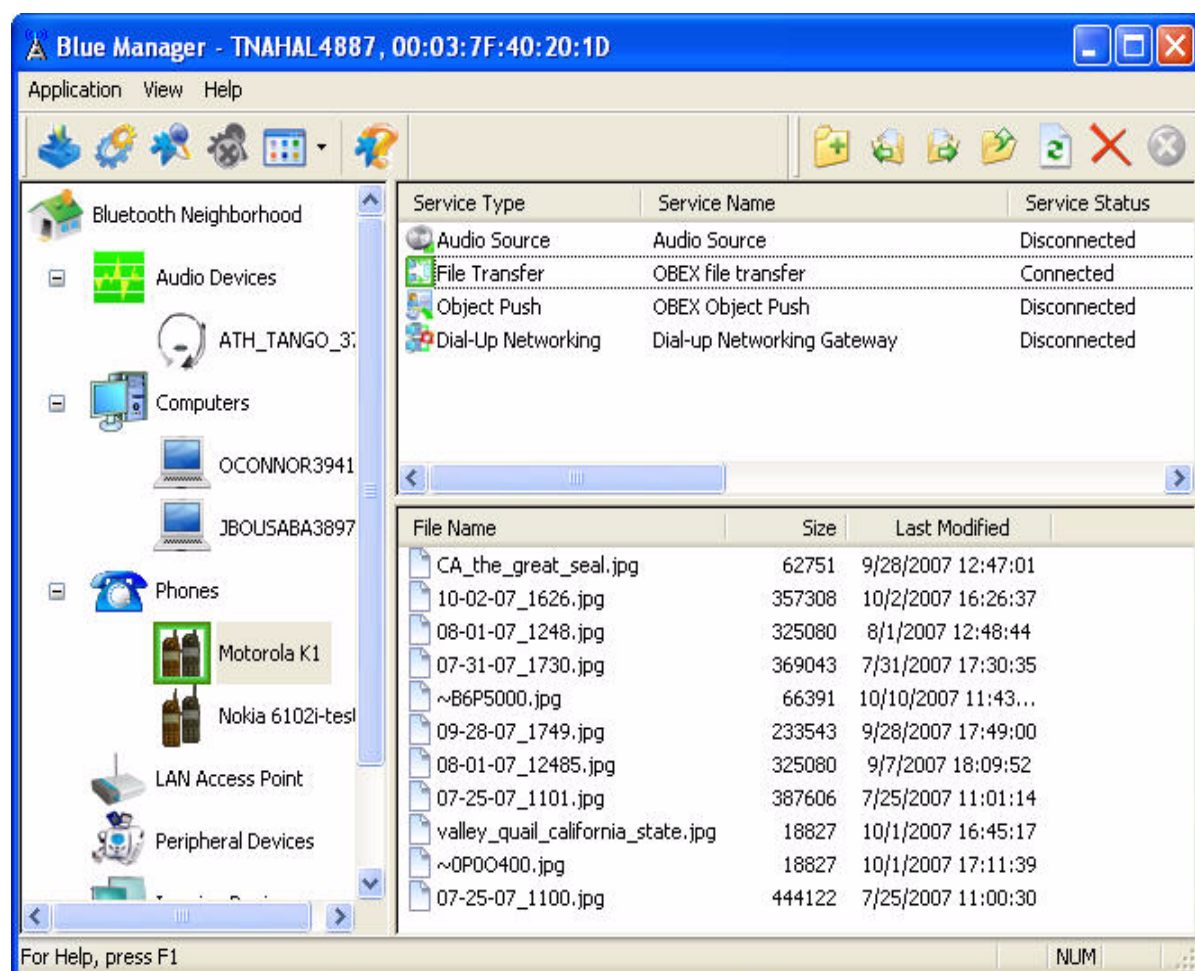 Blue Manager - TNAHAL4887, 00:03:7F:40:20:1D
Application View Help
Bluetooth Neighborhood
Audio Devices
ATH_TANGO_3
Computers
OCONNOR3941
JBOUSABA3897
Phones
Motorola K1
Nokia 6102i-test
LAN Access Point
Peripheral Devices
Service Type Service Name Service Status
Audio Source Audio Source Disconnected
File Transfer OBEX file transfer Connected
Object Push OBEX Object Push Disconnected
Dial-Up Networking Dial-up Networking Gateway Disconnected
File Name Size Last Modified
CA_the_great_seal.jpg 62751 9/28/2007 12:47:01
10-02-07_1626.jpg 357308 10/2/2007 16:26:37
08-01-07_1248.jpg 325080 8/1/2007 12:48:44
07-31-07_1730.jpg 369043 7/31/2007 17:30:35
~B6P5000.jpg 66391 10/10/2007 11:43...
09-28-07_1749.jpg 233543 9/28/2007 17:49:00
08-01-07_12485.jpg 325080 9/7/2007 18:09:52
07-25-07_1101.jpg 387606 7/25/2007 11:01:14
valley_quail_california_state.jpg 18827 10/1/2007 16:45:17
~0P0O400.jpg 18827 10/1/2007 17:11:39
07-25-07_1100.jpg 444122 7/25/2007 11:00:30
For Help, press F1 NUM